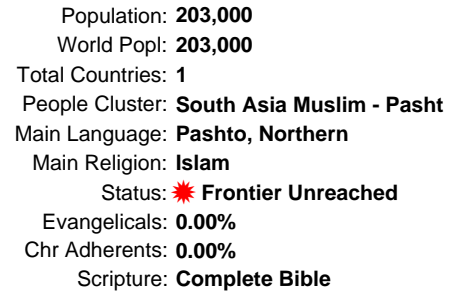 Population: 203,000
World Popl: 203,000
Total Countries: 1
People Cluster: South Asia Muslim - Pasht
Main Language: Pashto, Northern
Main Religion: Islam
Status: Frontier Unreached
Evangelicals: 0.00%
Chr Adherents: 0.00%
Scripture: Complete Bible